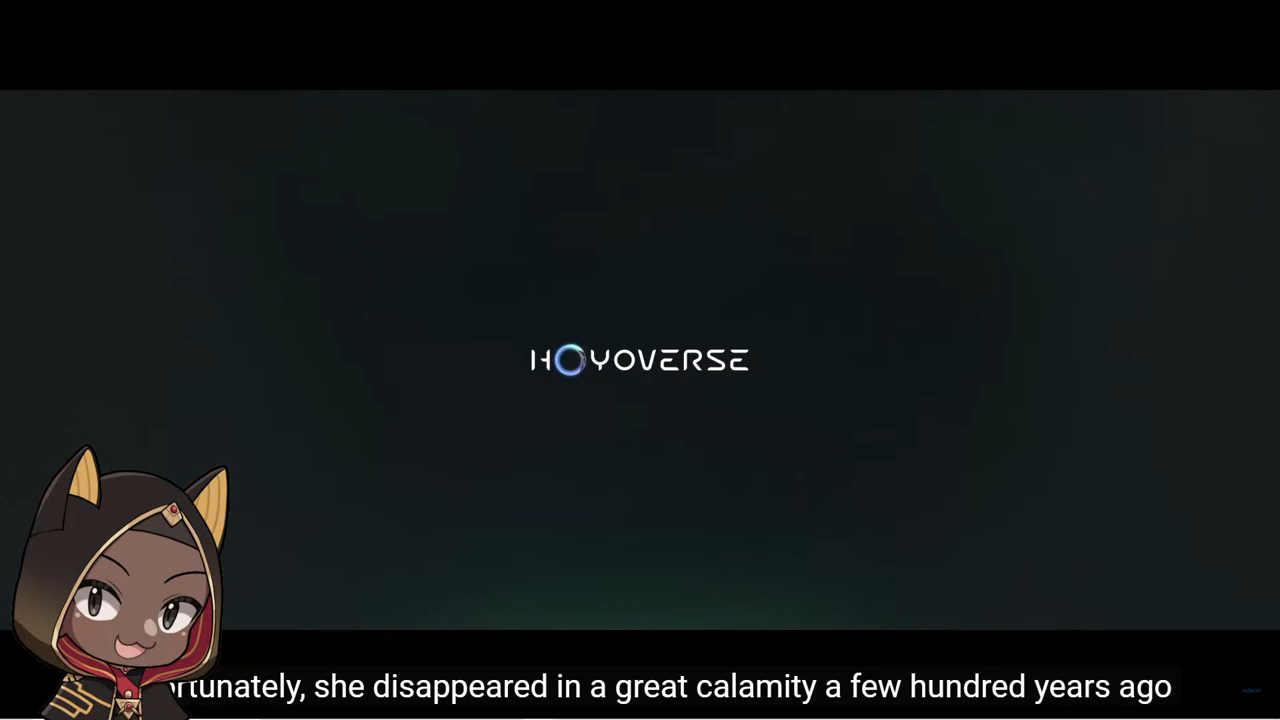 HOYOVERSE
rtunately, she disappeared in a great calamity a few hundred years ago